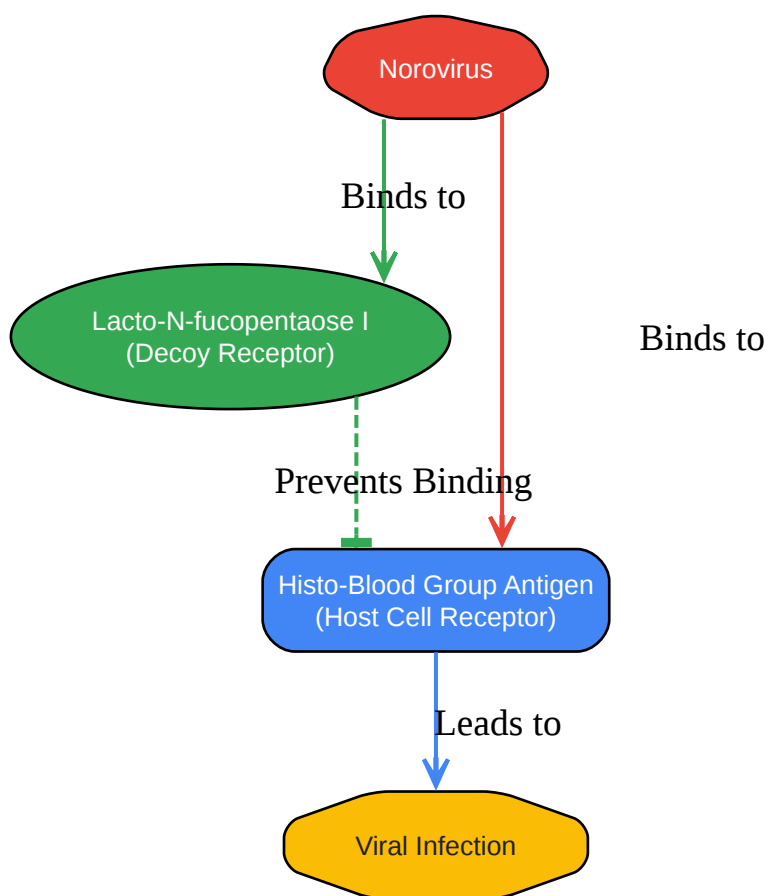 Norovirus
Binds to
Lacto-N-fucopentaose I
(Decoy Receptor)
Binds to
Prevents Binding
Histo-Blood Group Antigen
(Host Cell Receptor)
Leads to
Viral Infection